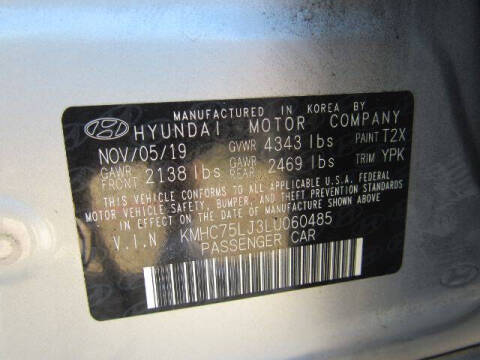 MANUFACTURED IN KOREA BY
HYUNDAI MOTOR COMPANY
NOV/05/19 GVWR 4343 lbs PAINT T2X
GAWR FRONT 2138 lbs GAWR REAR 2469 lbs TRIM YPK
THIS VEHICLE CONFORMS TO ALL APPLICABLE U.S.A. FEDERAL
MOTOR VEHICLE SAFETY, BUMPER, AND THEFT PREVENTION STANDARDS
IN EFFECT ON THE DATE OF MANUFACTURE SHOWN ABOVE.
V.I.N KMHC75LJ3LU060485
PASSENGER CAR